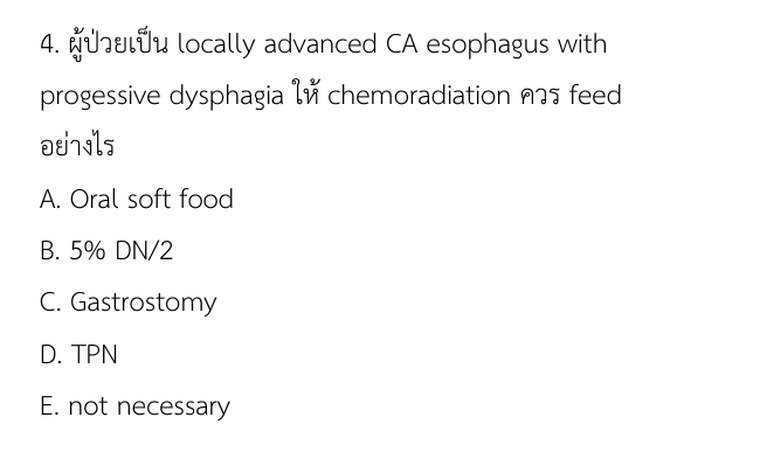 4. ผู้ป่วยเป็น locally advanced CA esophagus with
progessive dysphagia ให้ chemoradiation ควร feed
อย่างไร
A. Oral soft food
B. 5% DN/2
C. Gastrostomy
D. TPN
E. not necessary